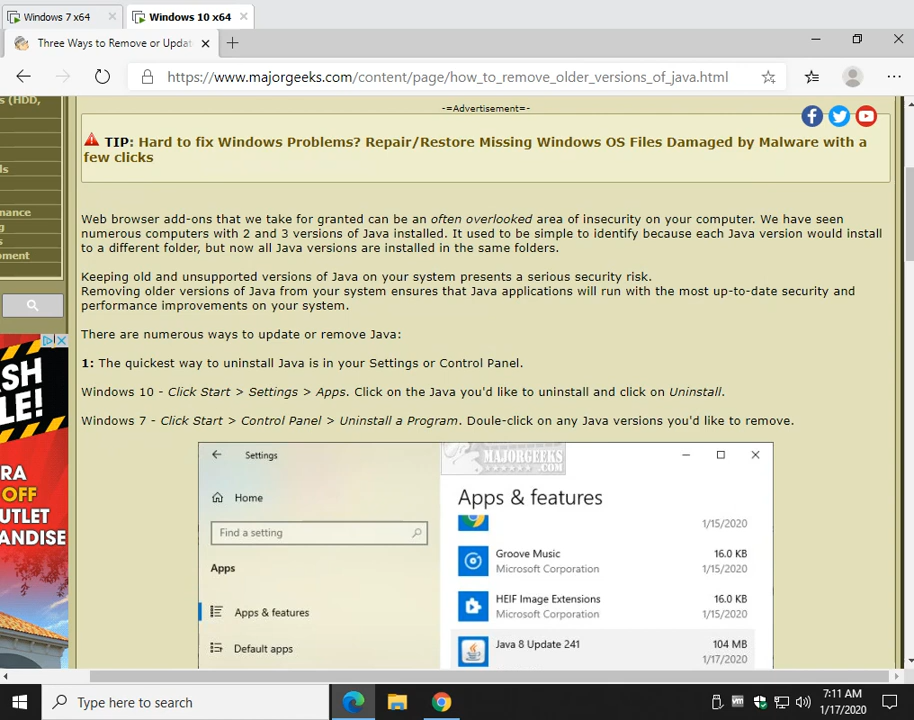 Windows 7 x64
Windows 10 x64
Three Ways to Remove or Updat
https://www.majorgeeks.com/content/page/how_to_remove_older_versions_of_java.html
s (HDD,
ls
nance
g
s
oment
-=Advertisement=-
TIP: Hard to fix Windows Problems? Repair/Restore Missing Windows OS Files Damaged by Malware with a
few clicks
Web browser add-ons that we take for granted can be an often overlooked area of insecurity on your computer. We have seen
numerous computers with 2 and 3 versions of Java installed. It used to be simple to identify because each Java version would install
to a different folder, but now all Java versions are installed in the same folders.
Keeping old and unsupported versions of Java on your system presents a serious security risk.
Removing older versions of Java from your system ensures that Java applications will run with the most up-to-date security and
performance improvements on your system.
There are numerous ways to update or remove Java:
1: The quickest way to uninstall Java is in your Settings or Control Panel.
Windows 10 - Click Start > Settings > Apps. Click on the Java you'd like to uninstall and click on Uninstall.
Windows 7 - Click Start > Control Panel > Uninstall a Program. Doule-click on any Java versions you'd like to remove.
ASH
LE!
RA
OFF
UTLET
ANDISE
Settings
MAJORGEEKS
.COM
Home
Find a setting
Apps
Apps & features
Default apps
Apps & features
1/15/2020
Groove Music
16.0 KB
Microsoft Corporation
1/15/2020
HEIF Image Extensions
16.0 KB
Microsoft Corporation
1/15/2020
Java 8 Update 241
104 MB
1/17/2020
Type here to search
7:11 AM
1/17/2020